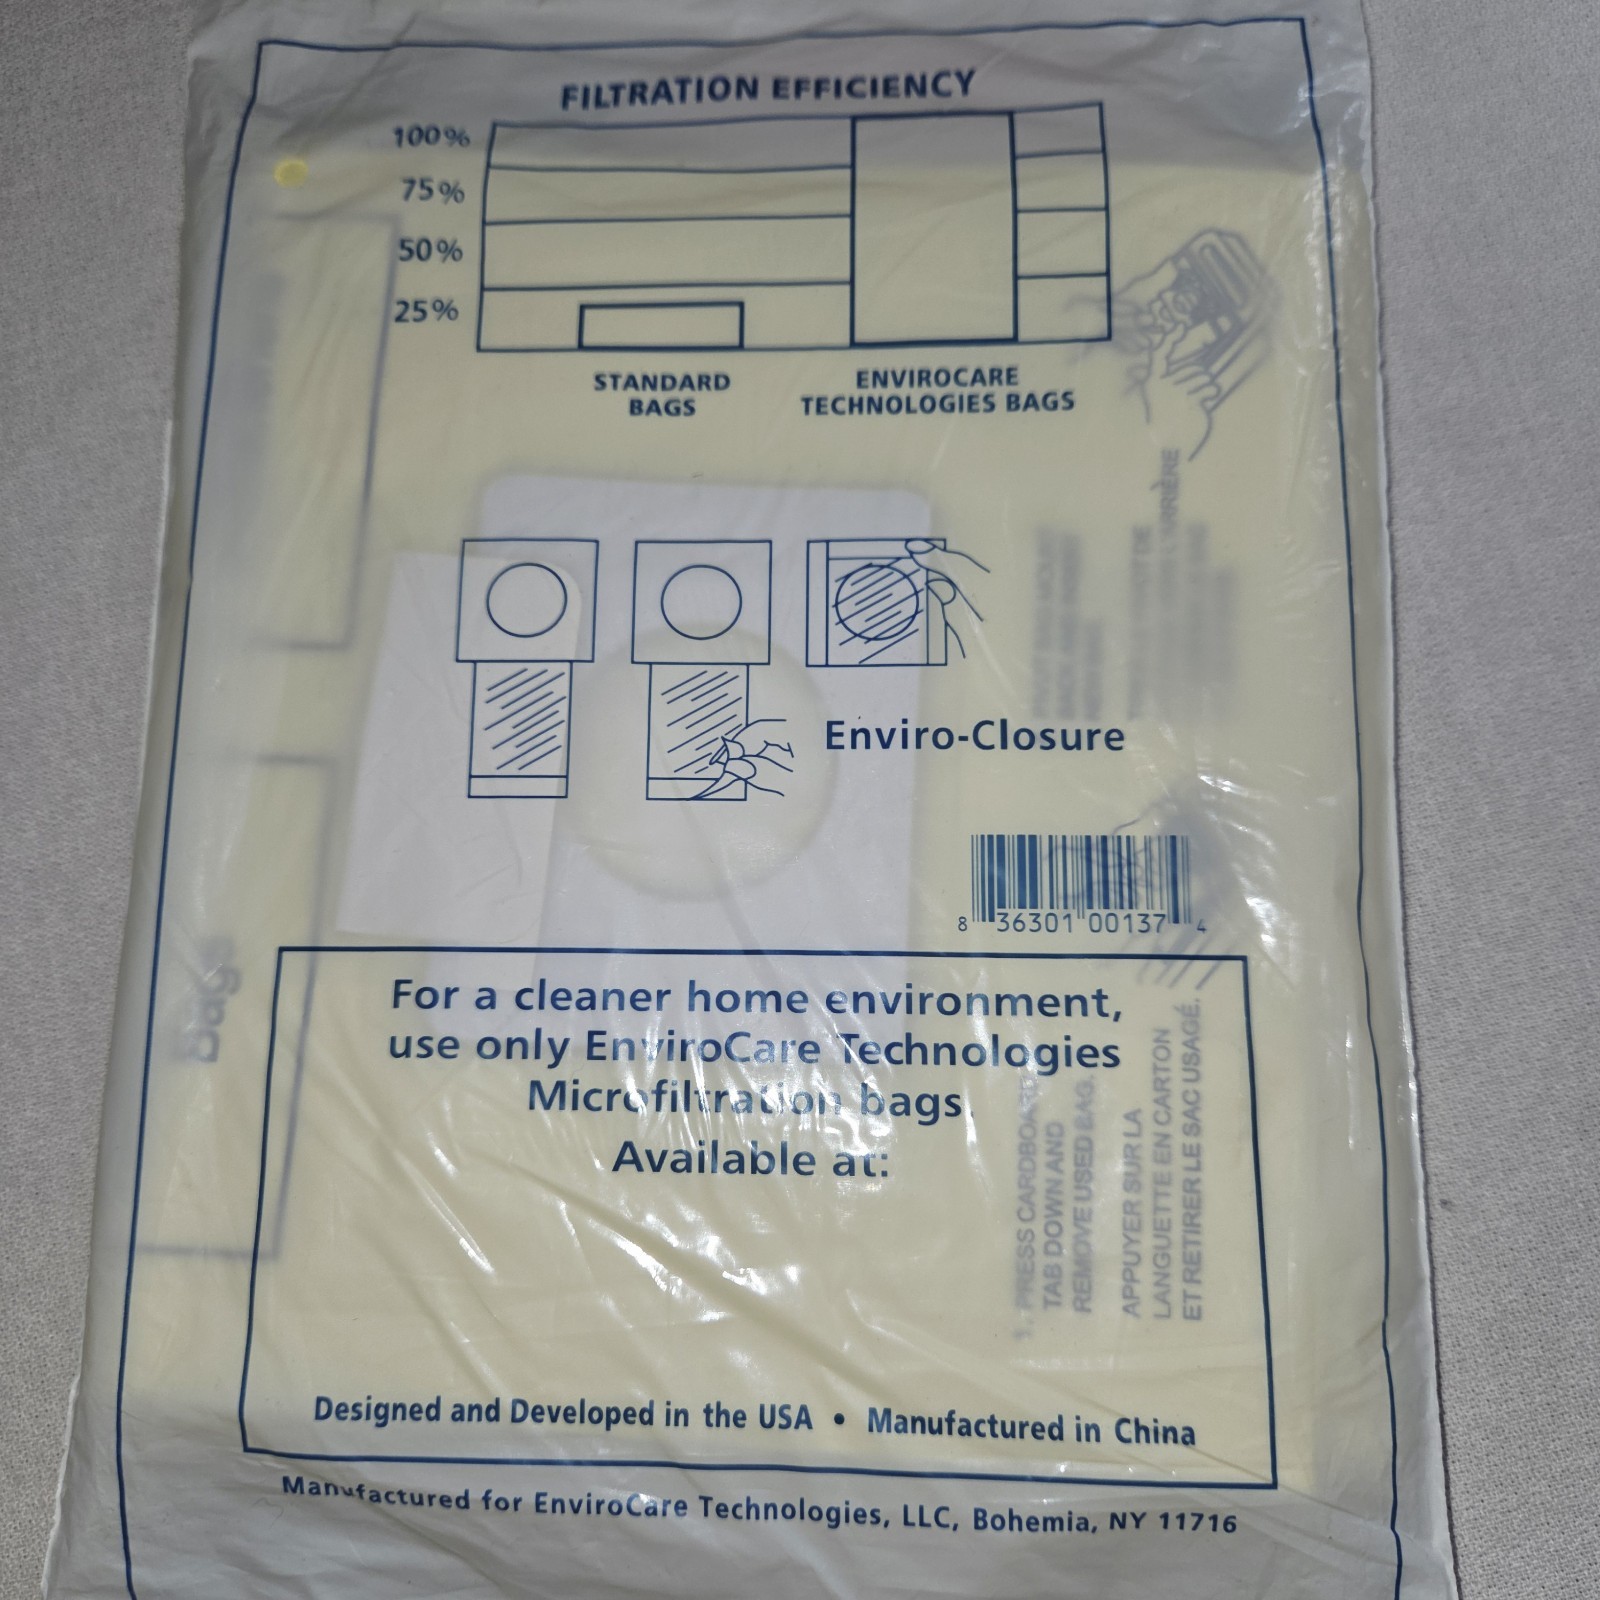 FILTRATION EFFICIENCY
100%
75%
50%
25%
STANDARD
BAGS
ENVIROCARE
TECHNOLOGIES BAGS
Enviro-Closure
8 36301 00137 4
For a cleaner home environment,
use only EnviroCare Technologies
Microfiltration bags.
Available at:
Designed and Developed in the USA • Manufactured in China
Manufactured for EnviroCare Technologies, LLC, Bohemia, NY 11716
Bags
1. PRESS CARDBOARD
TAB DOWN AND
REMOVE USED BAG.
APPUYER SUR LA
LANGUETTE EN CARTON
ET RETIRER LE SAC USAGÉ.